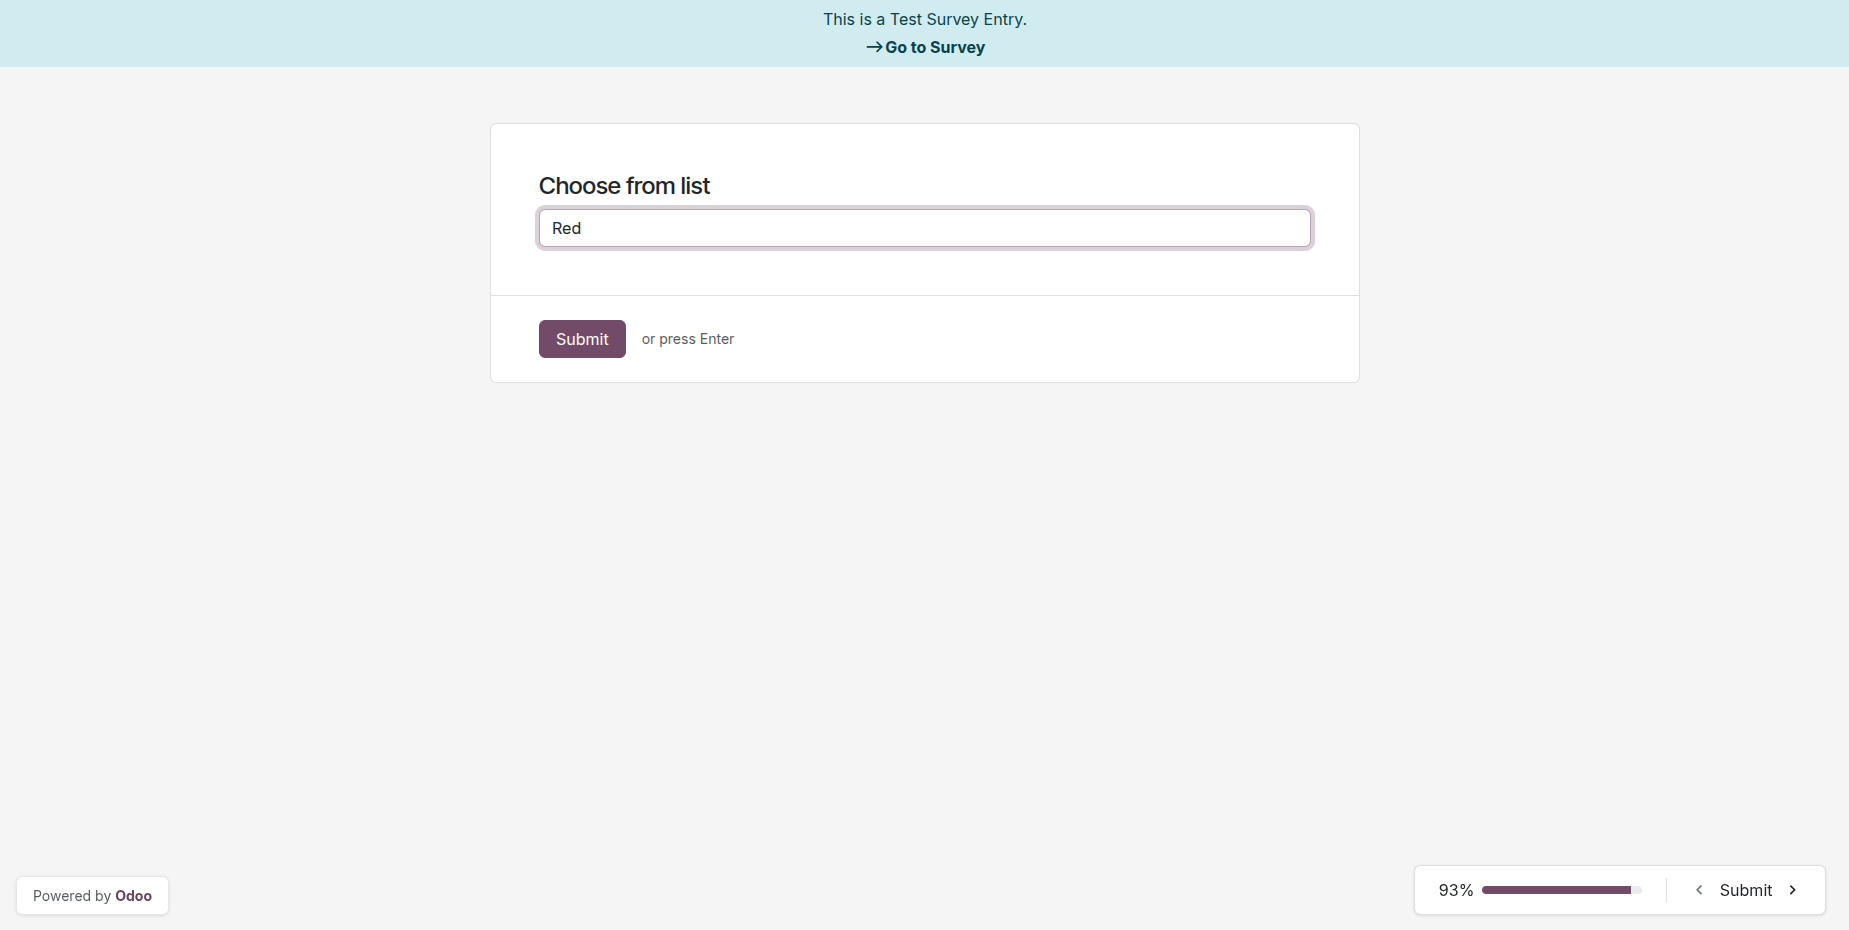 This is a Test Survey Entry.
Go to Survey
Choose from list
Red
Submit
or press Enter
Powered by Odoo
93%
Submit